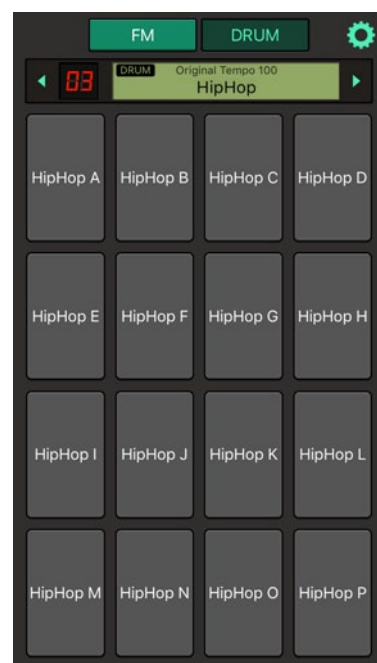 FM DRUM
03 DRUM Original Tempo 100
HipHop
HipHop A HipHop B HipHop C HipHop D
HipHop E HipHop F HipHop G HipHop H
HipHop I HipHop J HipHop K HipHop L
HipHop M HipHop N HipHop O HipHop P